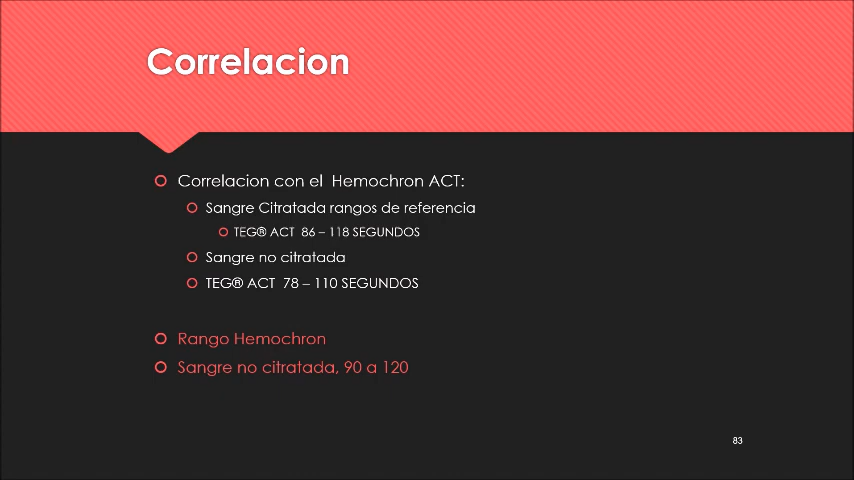 Correlacion
Correlacion con el Hemochron ACT:
Sangre Citratada rangos de referencia
TEG® ACT 86 – 118 SEGUNDOS
Sangre no citratada
TEG® ACT 78 – 110 SEGUNDOS
Rango Hemochron
Sangre no citratada, 90 a 120
83